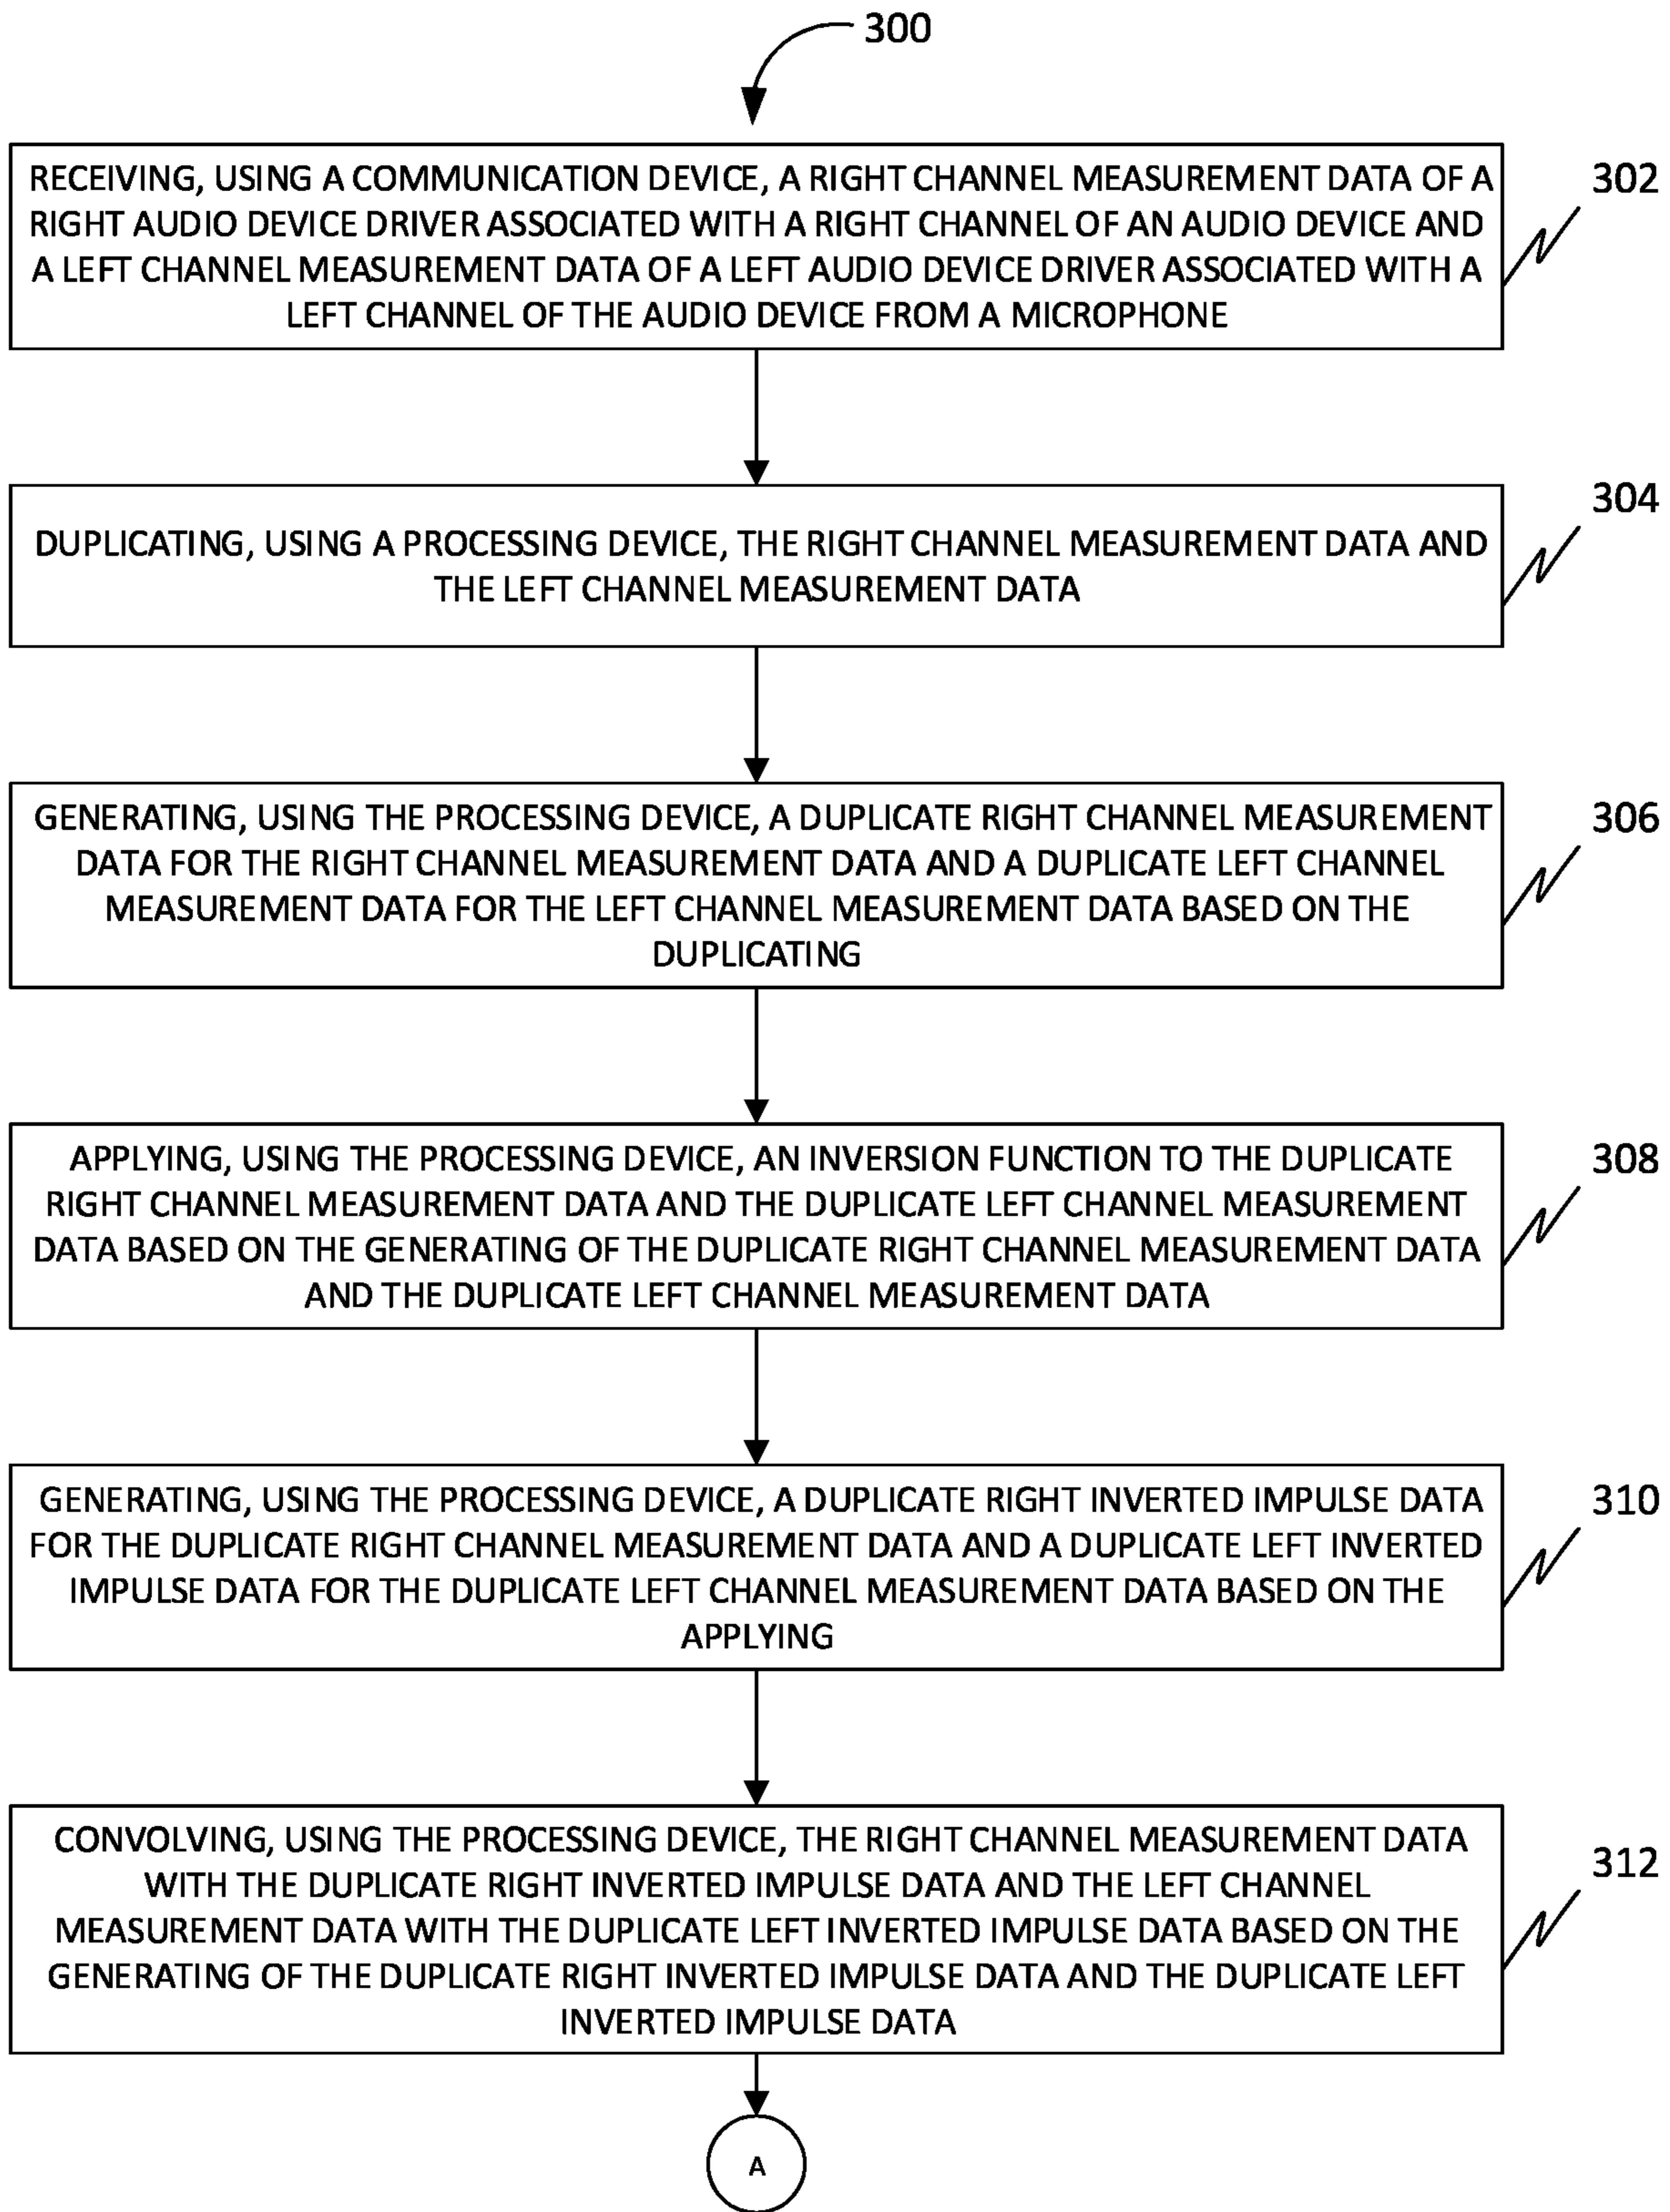 300
RECEIVING, USING A COMMUNICATION DEVICE, A RIGHT CHANNEL MEASUREMENT DATA OF A
RIGHT AUDIO DEVICE DRIVER ASSOCIATED WITH A RIGHT CHANNEL OF AN AUDIO DEVICE AND
A LEFT CHANNEL MEASUREMENT DATA OF A LEFT AUDIO DEVICE DRIVER ASSOCIATED WITH A
LEFT CHANNEL OF THE AUDIO DEVICE FROM A MICROPHONE
302
DUPLICATING, USING A PROCESSING DEVICE, THE RIGHT CHANNEL MEASUREMENT DATA AND
THE LEFT CHANNEL MEASUREMENT DATA
304
GENERATING, USING THE PROCESSING DEVICE, A DUPLICATE RIGHT CHANNEL MEASUREMENT
DATA FOR THE RIGHT CHANNEL MEASUREMENT DATA AND A DUPLICATE LEFT CHANNEL
MEASUREMENT DATA FOR THE LEFT CHANNEL MEASUREMENT DATA BASED ON THE
DUPLICATING
306
APPLYING, USING THE PROCESSING DEVICE, AN INVERSION FUNCTION TO THE DUPLICATE
RIGHT CHANNEL MEASUREMENT DATA AND THE DUPLICATE LEFT CHANNEL MEASUREMENT
DATA BASED ON THE GENERATING OF THE DUPLICATE RIGHT CHANNEL MEASUREMENT DATA
AND THE DUPLICATE LEFT CHANNEL MEASUREMENT DATA
308
GENERATING, USING THE PROCESSING DEVICE, A DUPLICATE RIGHT INVERTED IMPULSE DATA
FOR THE DUPLICATE RIGHT CHANNEL MEASUREMENT DATA AND A DUPLICATE LEFT INVERTED
IMPULSE DATA FOR THE DUPLICATE LEFT CHANNEL MEASUREMENT DATA BASED ON THE
APPLYING
310
CONVOLVING, USING THE PROCESSING DEVICE, THE RIGHT CHANNEL MEASUREMENT DATA
WITH THE DUPLICATE RIGHT INVERTED IMPULSE DATA AND THE LEFT CHANNEL
MEASUREMENT DATA WITH THE DUPLICATE LEFT INVERTED IMPULSE DATA BASED ON THE
GENERATING OF THE DUPLICATE RIGHT INVERTED IMPULSE DATA AND THE DUPLICATE LEFT
INVERTED IMPULSE DATA
312
A